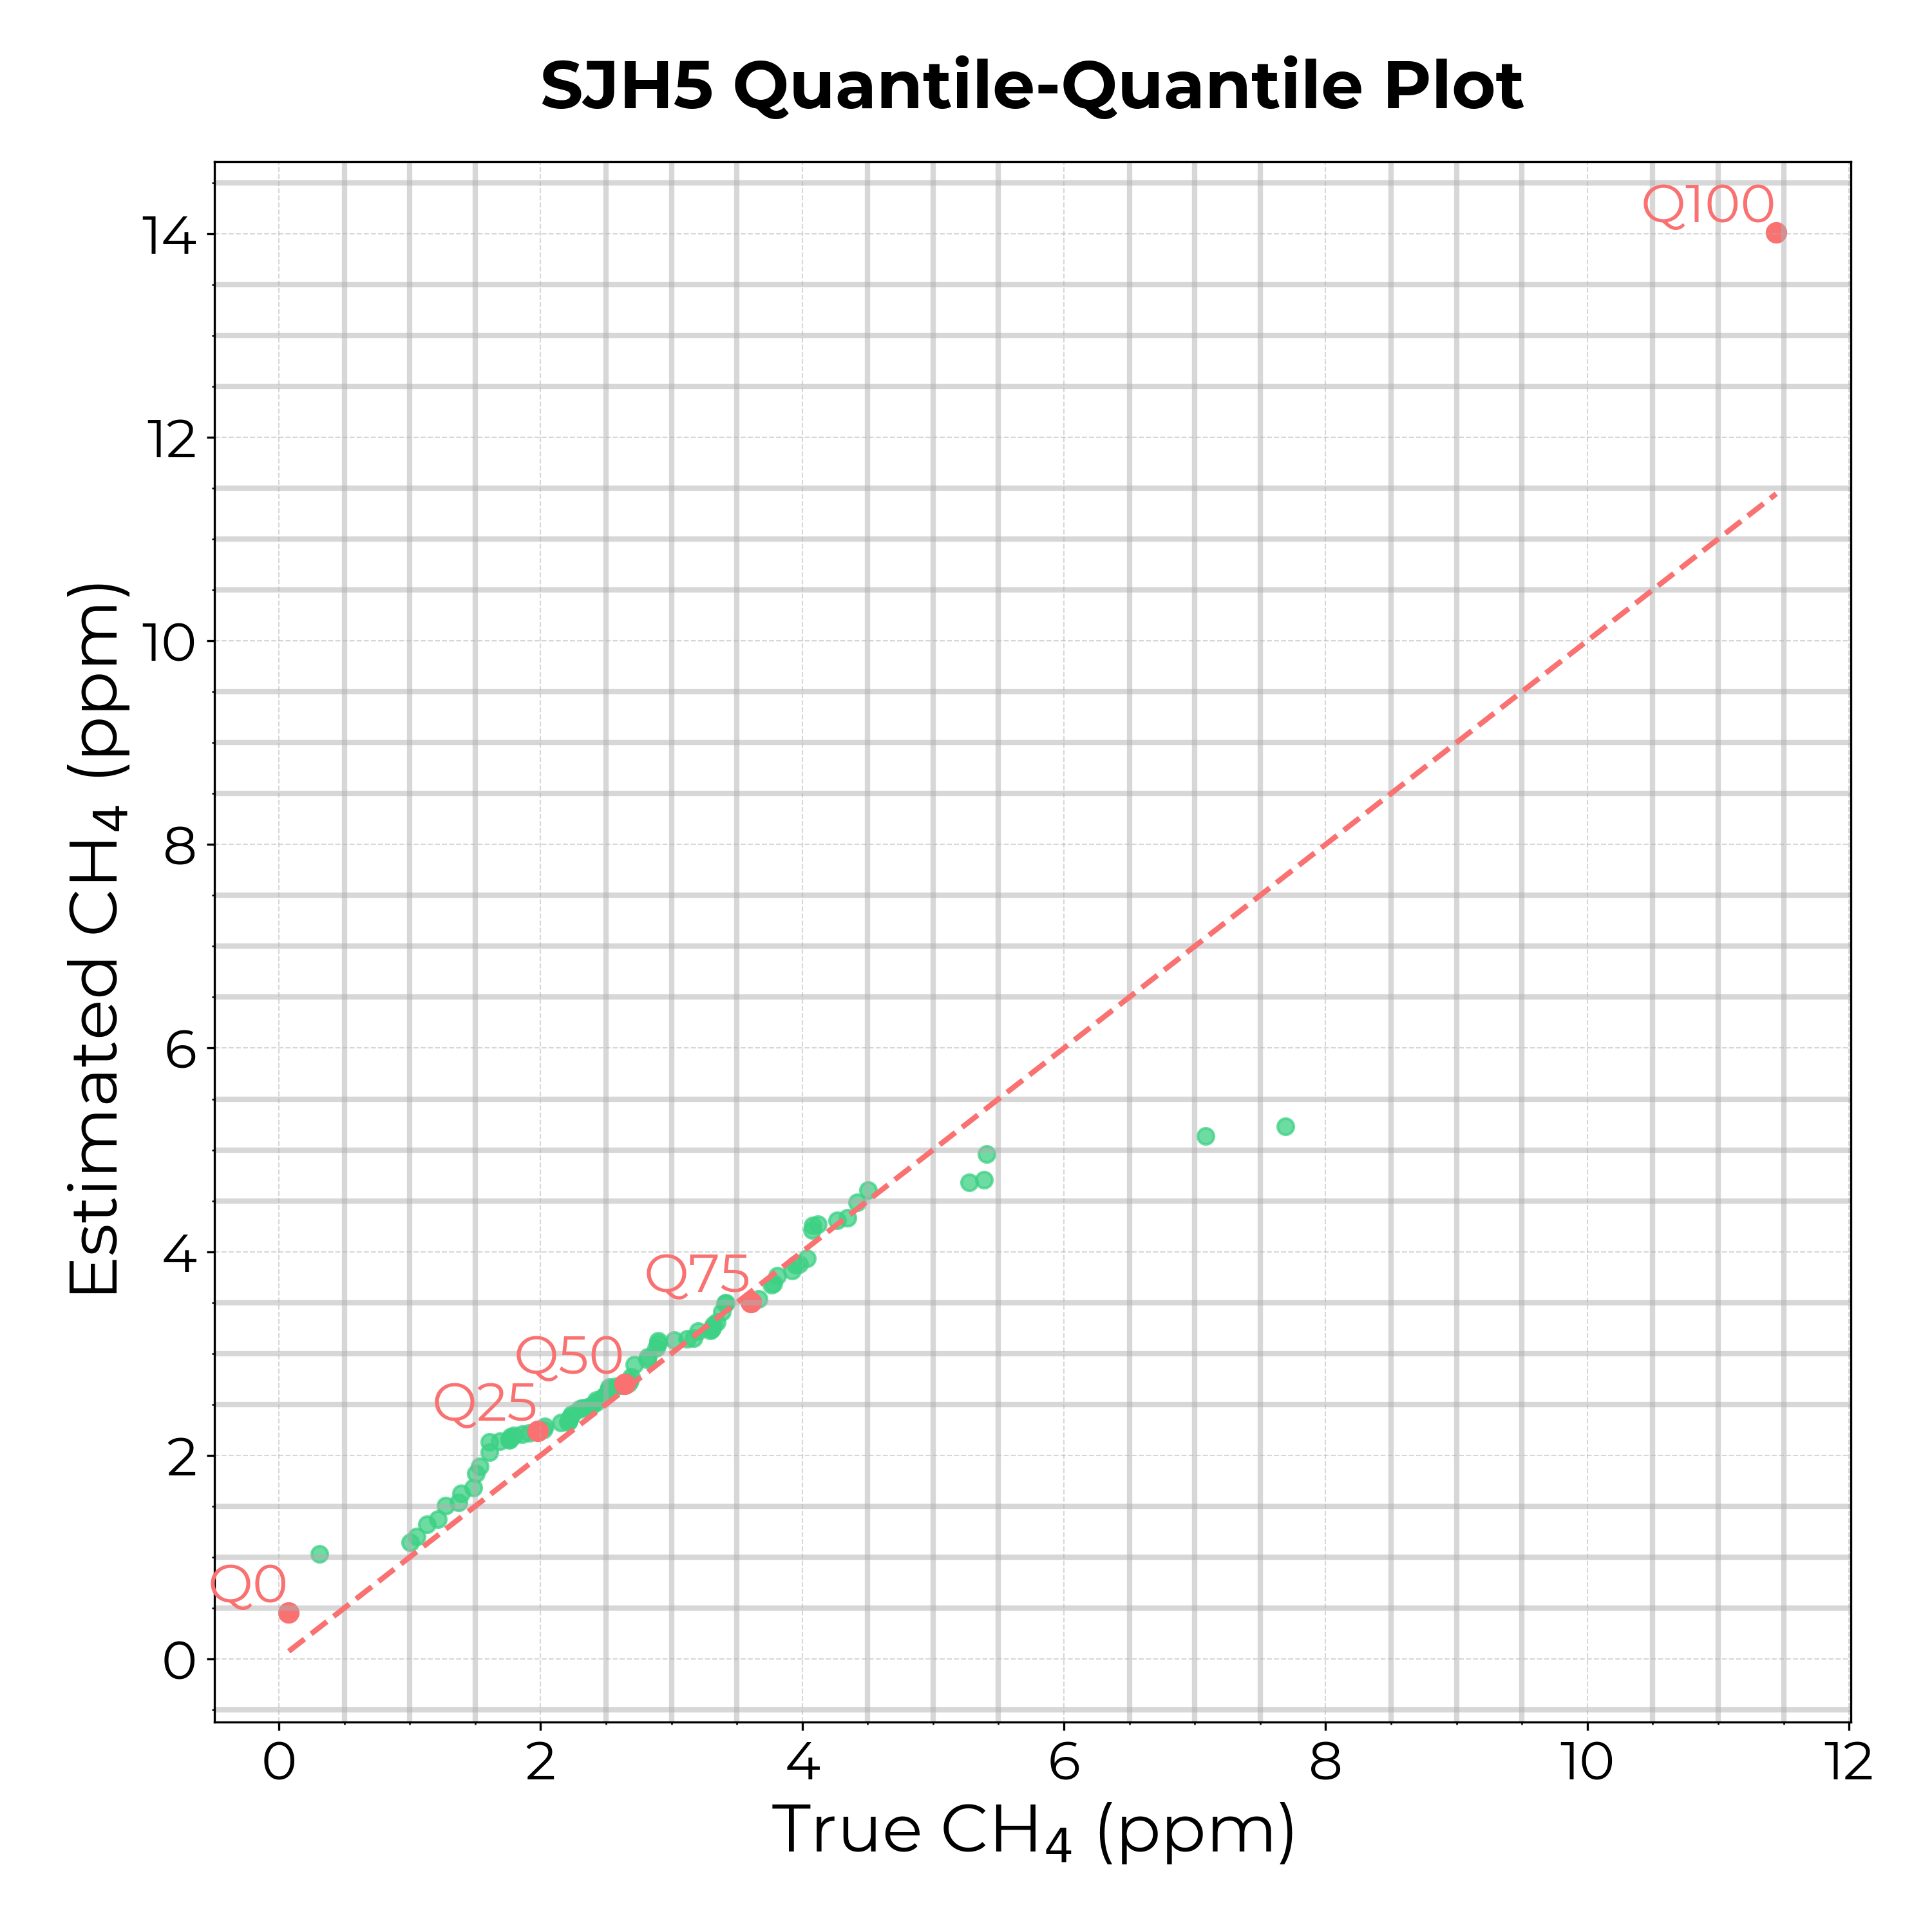 SJH5 Quantile-Quantile Plot
Q100
14
12
10
8
6
4
2
0
Estimated CH₄ (ppm)
Q75
Q50
Q25
Q0
0 2 4 6 8 10 12
True CH₄ (ppm)